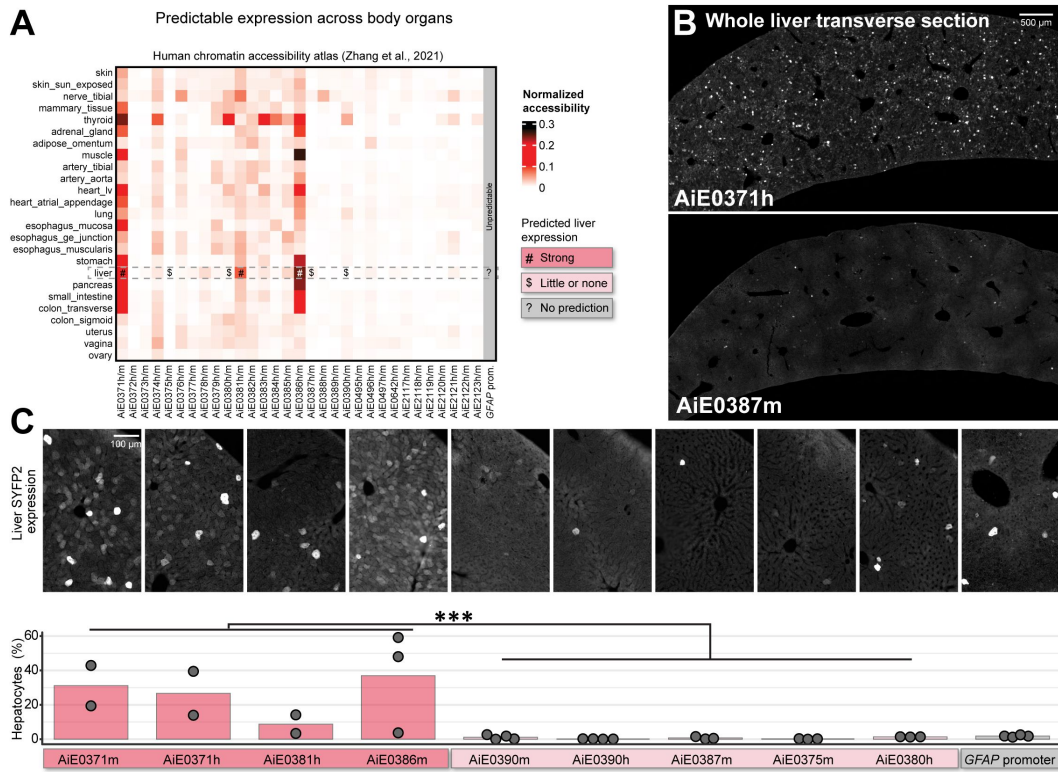 A
Predictable expression across body organs
Human chromatin accessibility atlas (Zhang et al., 2021)
skin
skin_sun_exposed
nerve_tibial
mammary_tissue
thyroid
adrenal_gland
adipose_omentum
muscle
artery_tibial
artery_aorta
heart_lv
heart_atrial_appendage
lung
esophagus_mucosa
esophagus_ge_junction
esophagus_muscularis
stomach
liver
pancreas
small_intestine
colon_transverse
colon_sigmoid
uterus
vagina
ovary
# $ $ # # $ $ ?
Unpredictable
AiE0371h/m
AiE0372h/m
AiE0373h/m
AiE0374h/m
AiE0375h/m
AiE0376h/m
AiE0377h/m
AiE0378h/m
AiE0379h/m
AiE0380h/m
AiE0381h/m
AiE0382h/m
AiE0383h/m
AiE0384h/m
AiE0385h/m
AiE0386h/m
AiE0387h/m
AiE0388h/m
AiE0389h/m
AiE0390h/m
AiE0495h/m
AiE0496h/m
AiE0497h/m
AiE0642h/m
AiE2117h/m
AiE2118h/m
AiE2119h/m
AiE2120h/m
AiE2121h/m
AiE2122h/m
AiE2123h/m
GFAP prom.
Normalized
accessibility
0.3
0.2
0.1
0
Predicted liver
expression
# Strong
$ Little or none
? No prediction
B
Whole liver transverse section
500 µm
AiE0371h
AiE0387m
C
100 µm
Liver SYFP2
expression
***
Hepatocytes (%)
60
40
20
0
AiE0371m
AiE0371h
AiE0381h
AiE0386m
AiE0390m
AiE0390h
AiE0387m
AiE0375m
AiE0380h
GFAP promoter